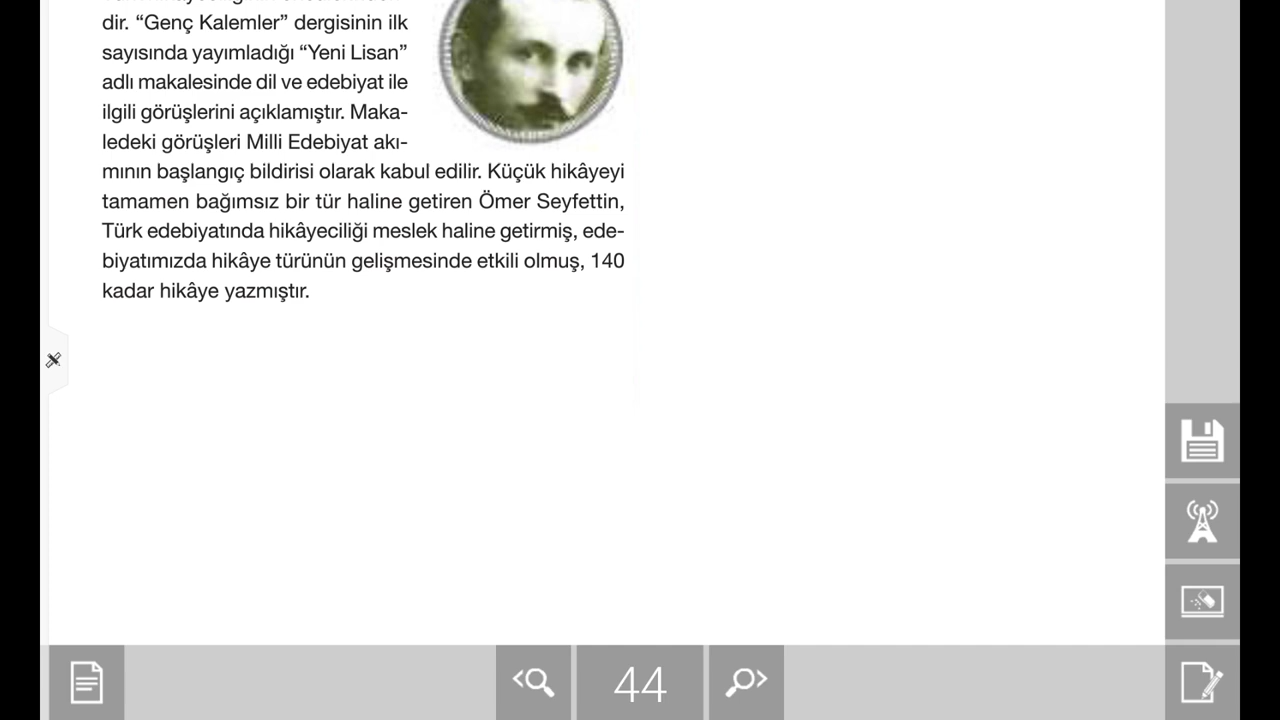 dir. “Genç Kalemler” dergisinin ilk
sayısında yayımladığı “Yeni Lisan”
adlı makalesinde dil ve edebiyat ile
ilgili görüşlerini açıklamıştır. Maka-
ledeki görüşleri Milli Edebiyat akı-
mının başlangıç bildirisi olarak kabul edilir. Küçük hikâyeyi
tamamen bağımsız bir tür haline getiren Ömer Seyfettin,
Türk edebiyatında hikâyeciliği meslek haline getirmiş, ede-
biyatımızda hikâye türünün gelişmesinde etkili olmuş, 140
kadar hikâye yazmıştır.
44